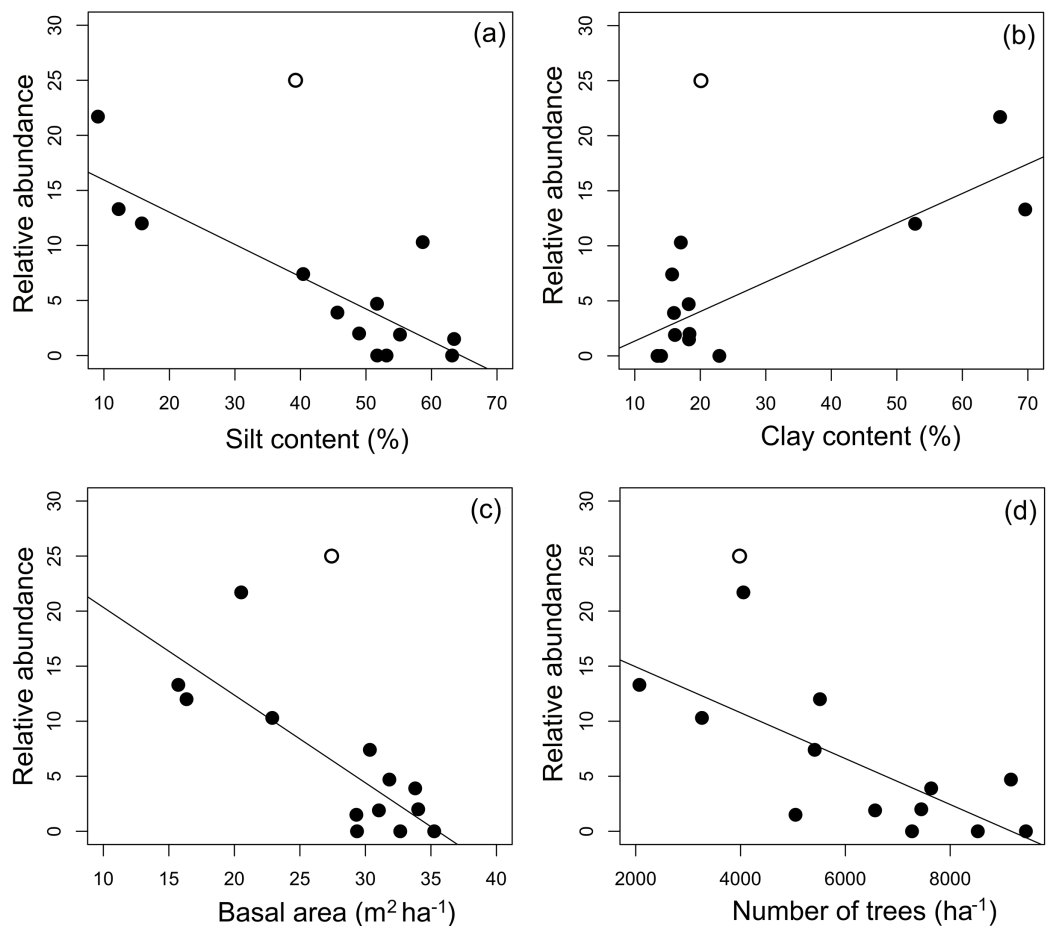 (a)
30
25
20
15
10
5
0
Relative abundance
10 20 30 40 50 60 70
Silt content (%)
(b)
30
25
20
15
10
5
0
Relative abundance
10 20 30 40 50 60 70
Clay content (%)
(c)
30
25
20
15
10
5
0
Relative abundance
10 15 20 25 30 35 40
Basal area (m² ha⁻¹)
(d)
30
25
20
15
10
5
0
Relative abundance
2000 4000 6000 8000
Number of trees (ha⁻¹)